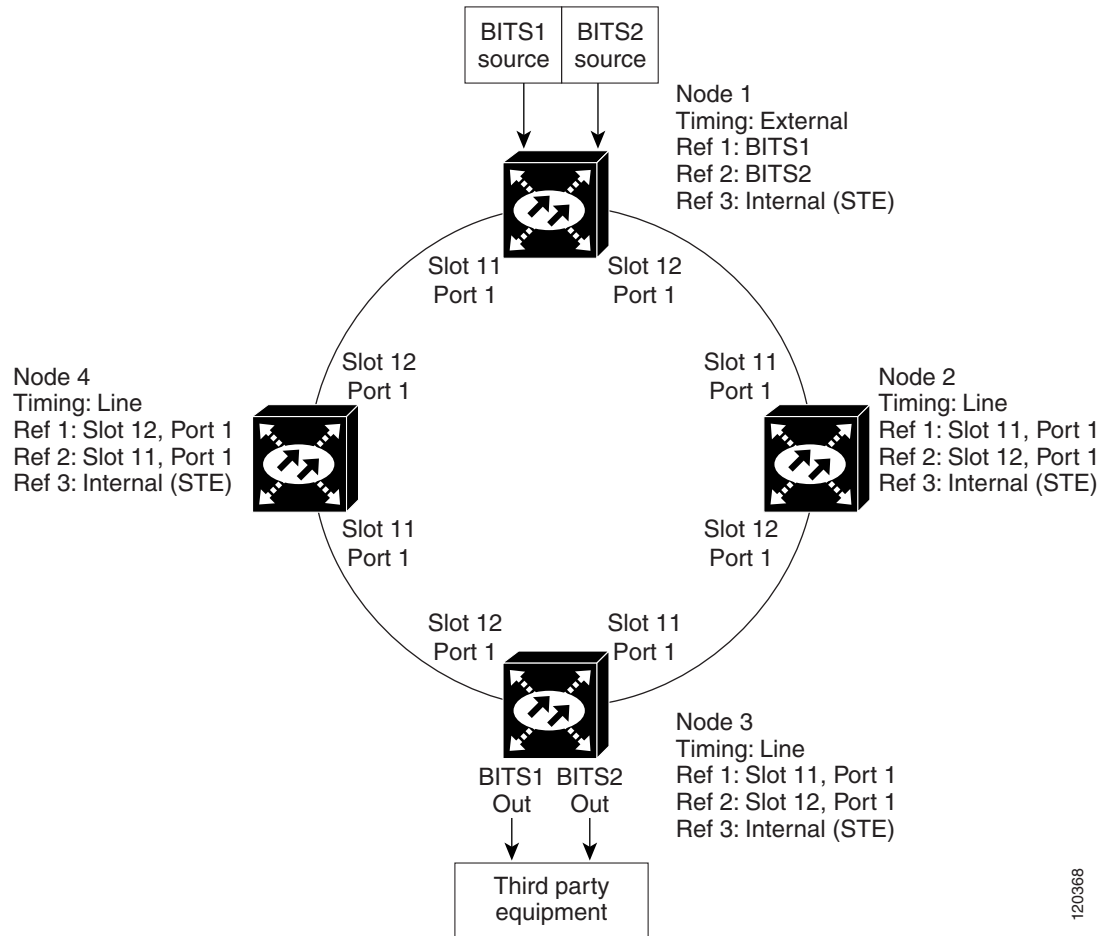 BITS1
source
BITS2
source
Node 1
Timing: External
Ref 1: BITS1
Ref 2: BITS2
Ref 3: Internal (STE)
Slot 11
Port 1
Slot 12
Port 1
Node 4
Timing: Line
Ref 1: Slot 12, Port 1
Ref 2: Slot 11, Port 1
Ref 3: Internal (STE)
Slot 12
Port 1
Slot 11
Port 1
Node 2
Timing: Line
Ref 1: Slot 11, Port 1
Ref 2: Slot 12, Port 1
Ref 3: Internal (STE)
Slot 11
Port 1
Slot 12
Port 1
Slot 12
Port 1
Slot 11
Port 1
Node 3
Timing: Line
Ref 1: Slot 11, Port 1
Ref 2: Slot 12, Port 1
Ref 3: Internal (STE)
BITS1
Out
BITS2
Out
Third party
equipment
120368